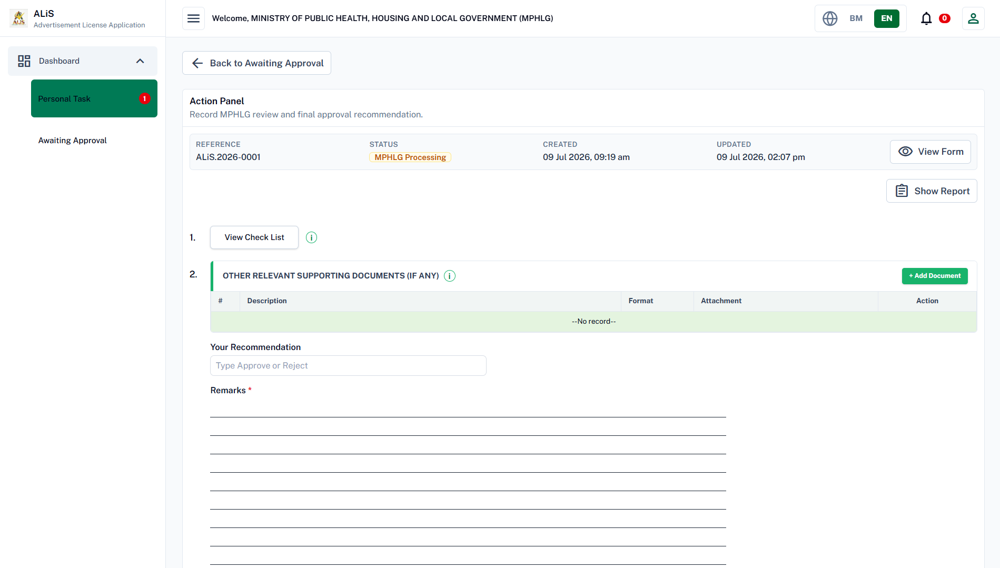 ALiS
Advertisement License Application
Welcome, MINISTRY OF PUBLIC HEALTH, HOUSING AND LOCAL GOVERNMENT (MPHLG)
BM
EN
0
Dashboard
Personal Task
1
Awaiting Approval
Back to Awaiting Approval
Action Panel
Record MPHLG review and final approval recommendation.
REFERENCE
ALiS.2026-0001
STATUS
MPHLG Processing
CREATED
09 Jul 2026, 09:19 am
UPDATED
09 Jul 2026, 02:07 pm
View Form
Show Report
1.
View Check List
2.
OTHER RELEVANT SUPPORTING DOCUMENTS (IF ANY)
+ Add Document
# Description Format Attachment Action
--No record--
Your Recommendation
Type Approve or Reject
Remarks *